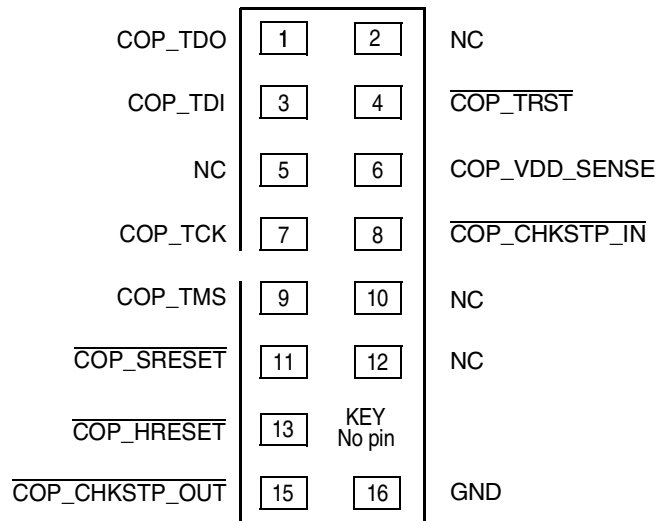 COP_TDO 1 2 NC
COP_TDI 3 4 COP_TRST
NC 5 6 COP_VDD_SENSE
COP_TCK 7 8 COP_CHKSTP_IN
COP_TMS 9 10 NC
COP_SRESET 11 12 NC
COP_HRESET 13 KEY
No pin
COP_CHKSTP_OUT 15 16 GND